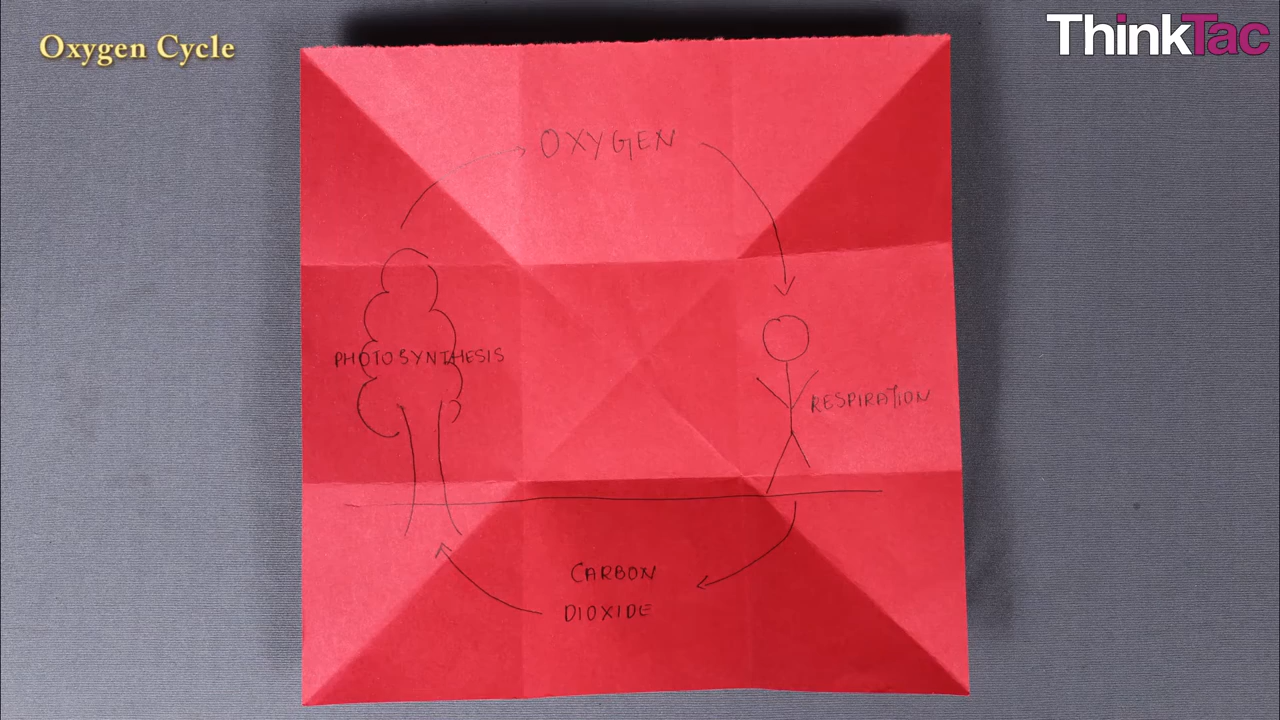 Oxygen Cycle
ThinkTac
OXYGEN
PHOTOSYNTHESIS
RESPIRATION
CARBON
DIOXIDE